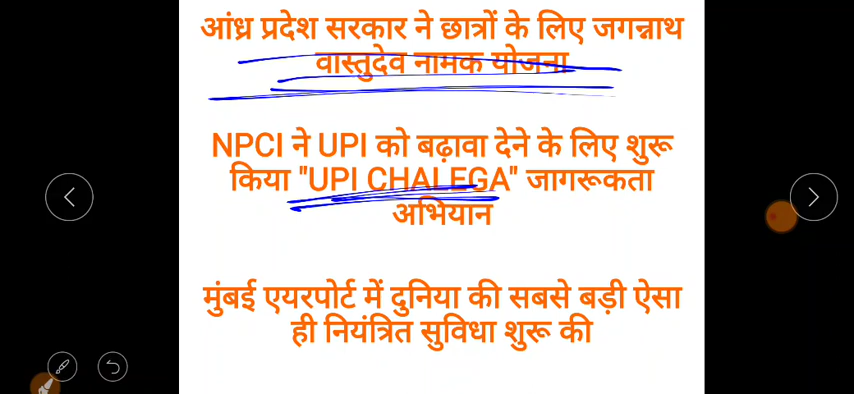 आंध्र प्रदेश सरकार ने छात्रों के लिए जगन्नाथ
वास्तुदेव नामक योजना
NPCI ने UPI को बढ़ावा देने के लिए शुरू
किया "UPI CHALEGA" जागरूकता
अभियान
मुंबई एयरपोर्ट में दुनिया की सबसे बड़ी ऐसा
ही नियंत्रित सुविधा शुरू की